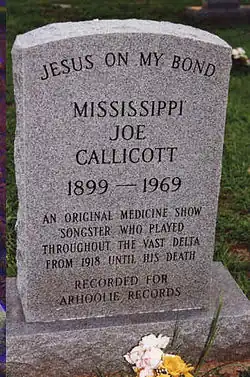 JESUS ON MY BOND
'MISSISSIPPI'
JOE
CALLICOTT
1899 — 1969
AN ORIGINAL MEDICINE SHOW
'SONGSTER' WHO PLAYED
THROUGHOUT THE VAST DELTA
FROM 1918 UNTIL HIS DEATH
RECORDED FOR
ARHOOLIE RECORDS